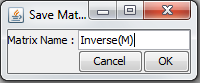 Save Mat...
Matrix Name : Inverse(M)
Cancel OK